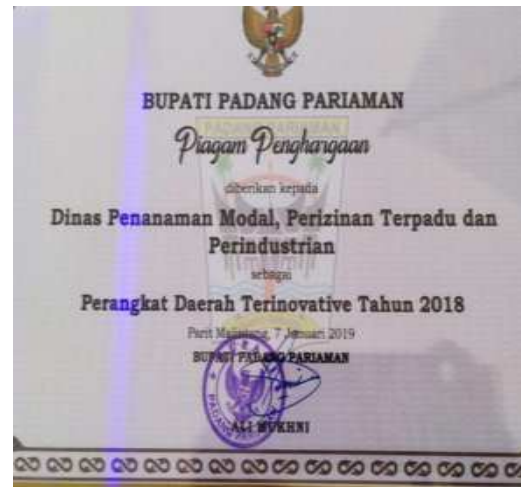 BUPATI PADANG PARIAMAN
Piagam Penghargaan
diberikan kepada
Dinas Penanaman Modal, Perizinan Terpadu dan
Perindustrian
sebagai
Perangkat Daerah Terinovative Tahun 2018
Parit Malintang, 7 Januari 2019
BUPATI PADANG PARIAMAN
ALI MUKHNI